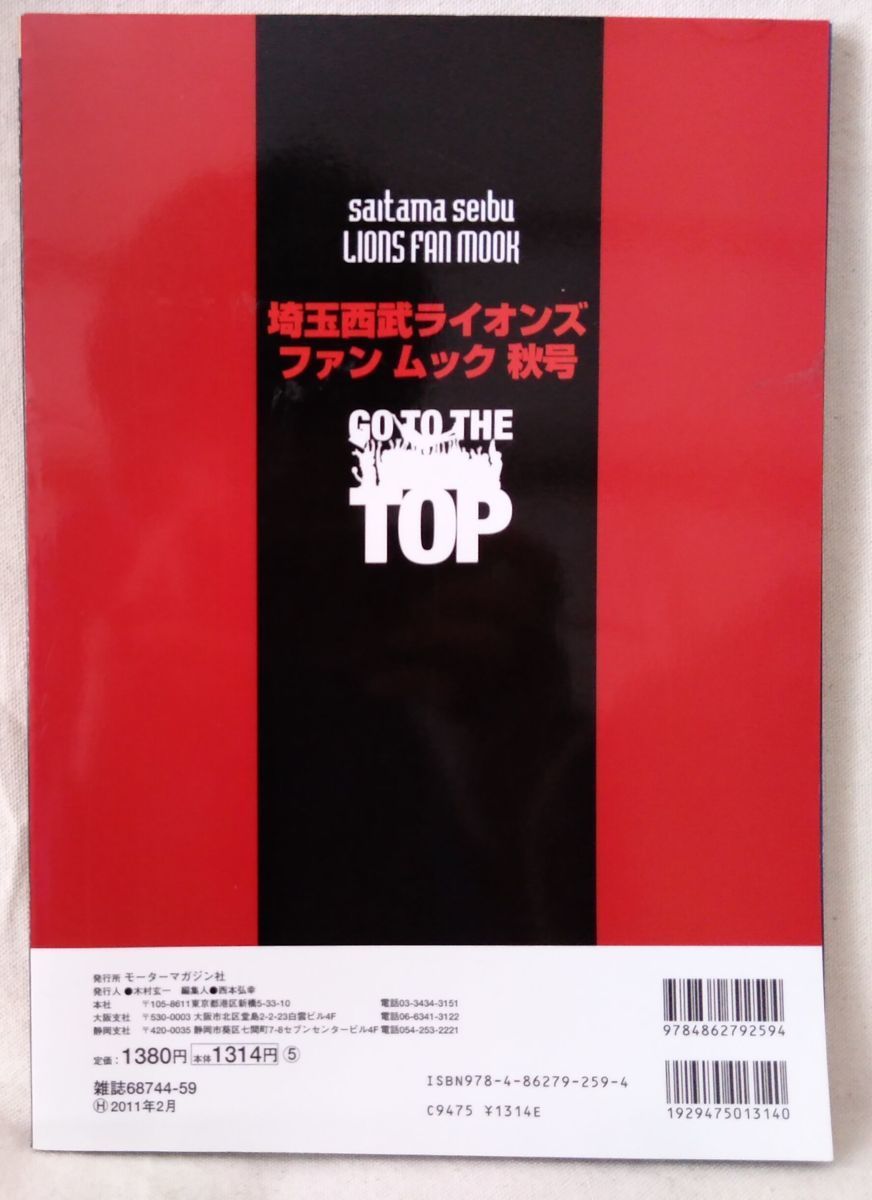 saitama seibu
LIONS FAN MOOK
埼玉西武ライオンズ
ファン ムック 秋号
GO TO THE
TOP
発行所 モーターマガジン社
発行人 ●木村玄一 編集人●西本弘幸
本社 〒105-8611東京都港区新橋5-33-10 電話03-3434-3151
大阪支社 〒530-0003 大阪市北区堂島2-2-23白雲ビル4F 電話06-6341-3122
静岡支社 〒420-0035 静岡市葵区七間町7-8セブンセンタービル4F 電話054-253-2221
定価：1380円 本体1314円 ⑤
雑誌68744-59
Ⓗ 2011年2月
ISBN978-4-86279-259-4
C9475 ¥1314E
9784862792594
1929475013140